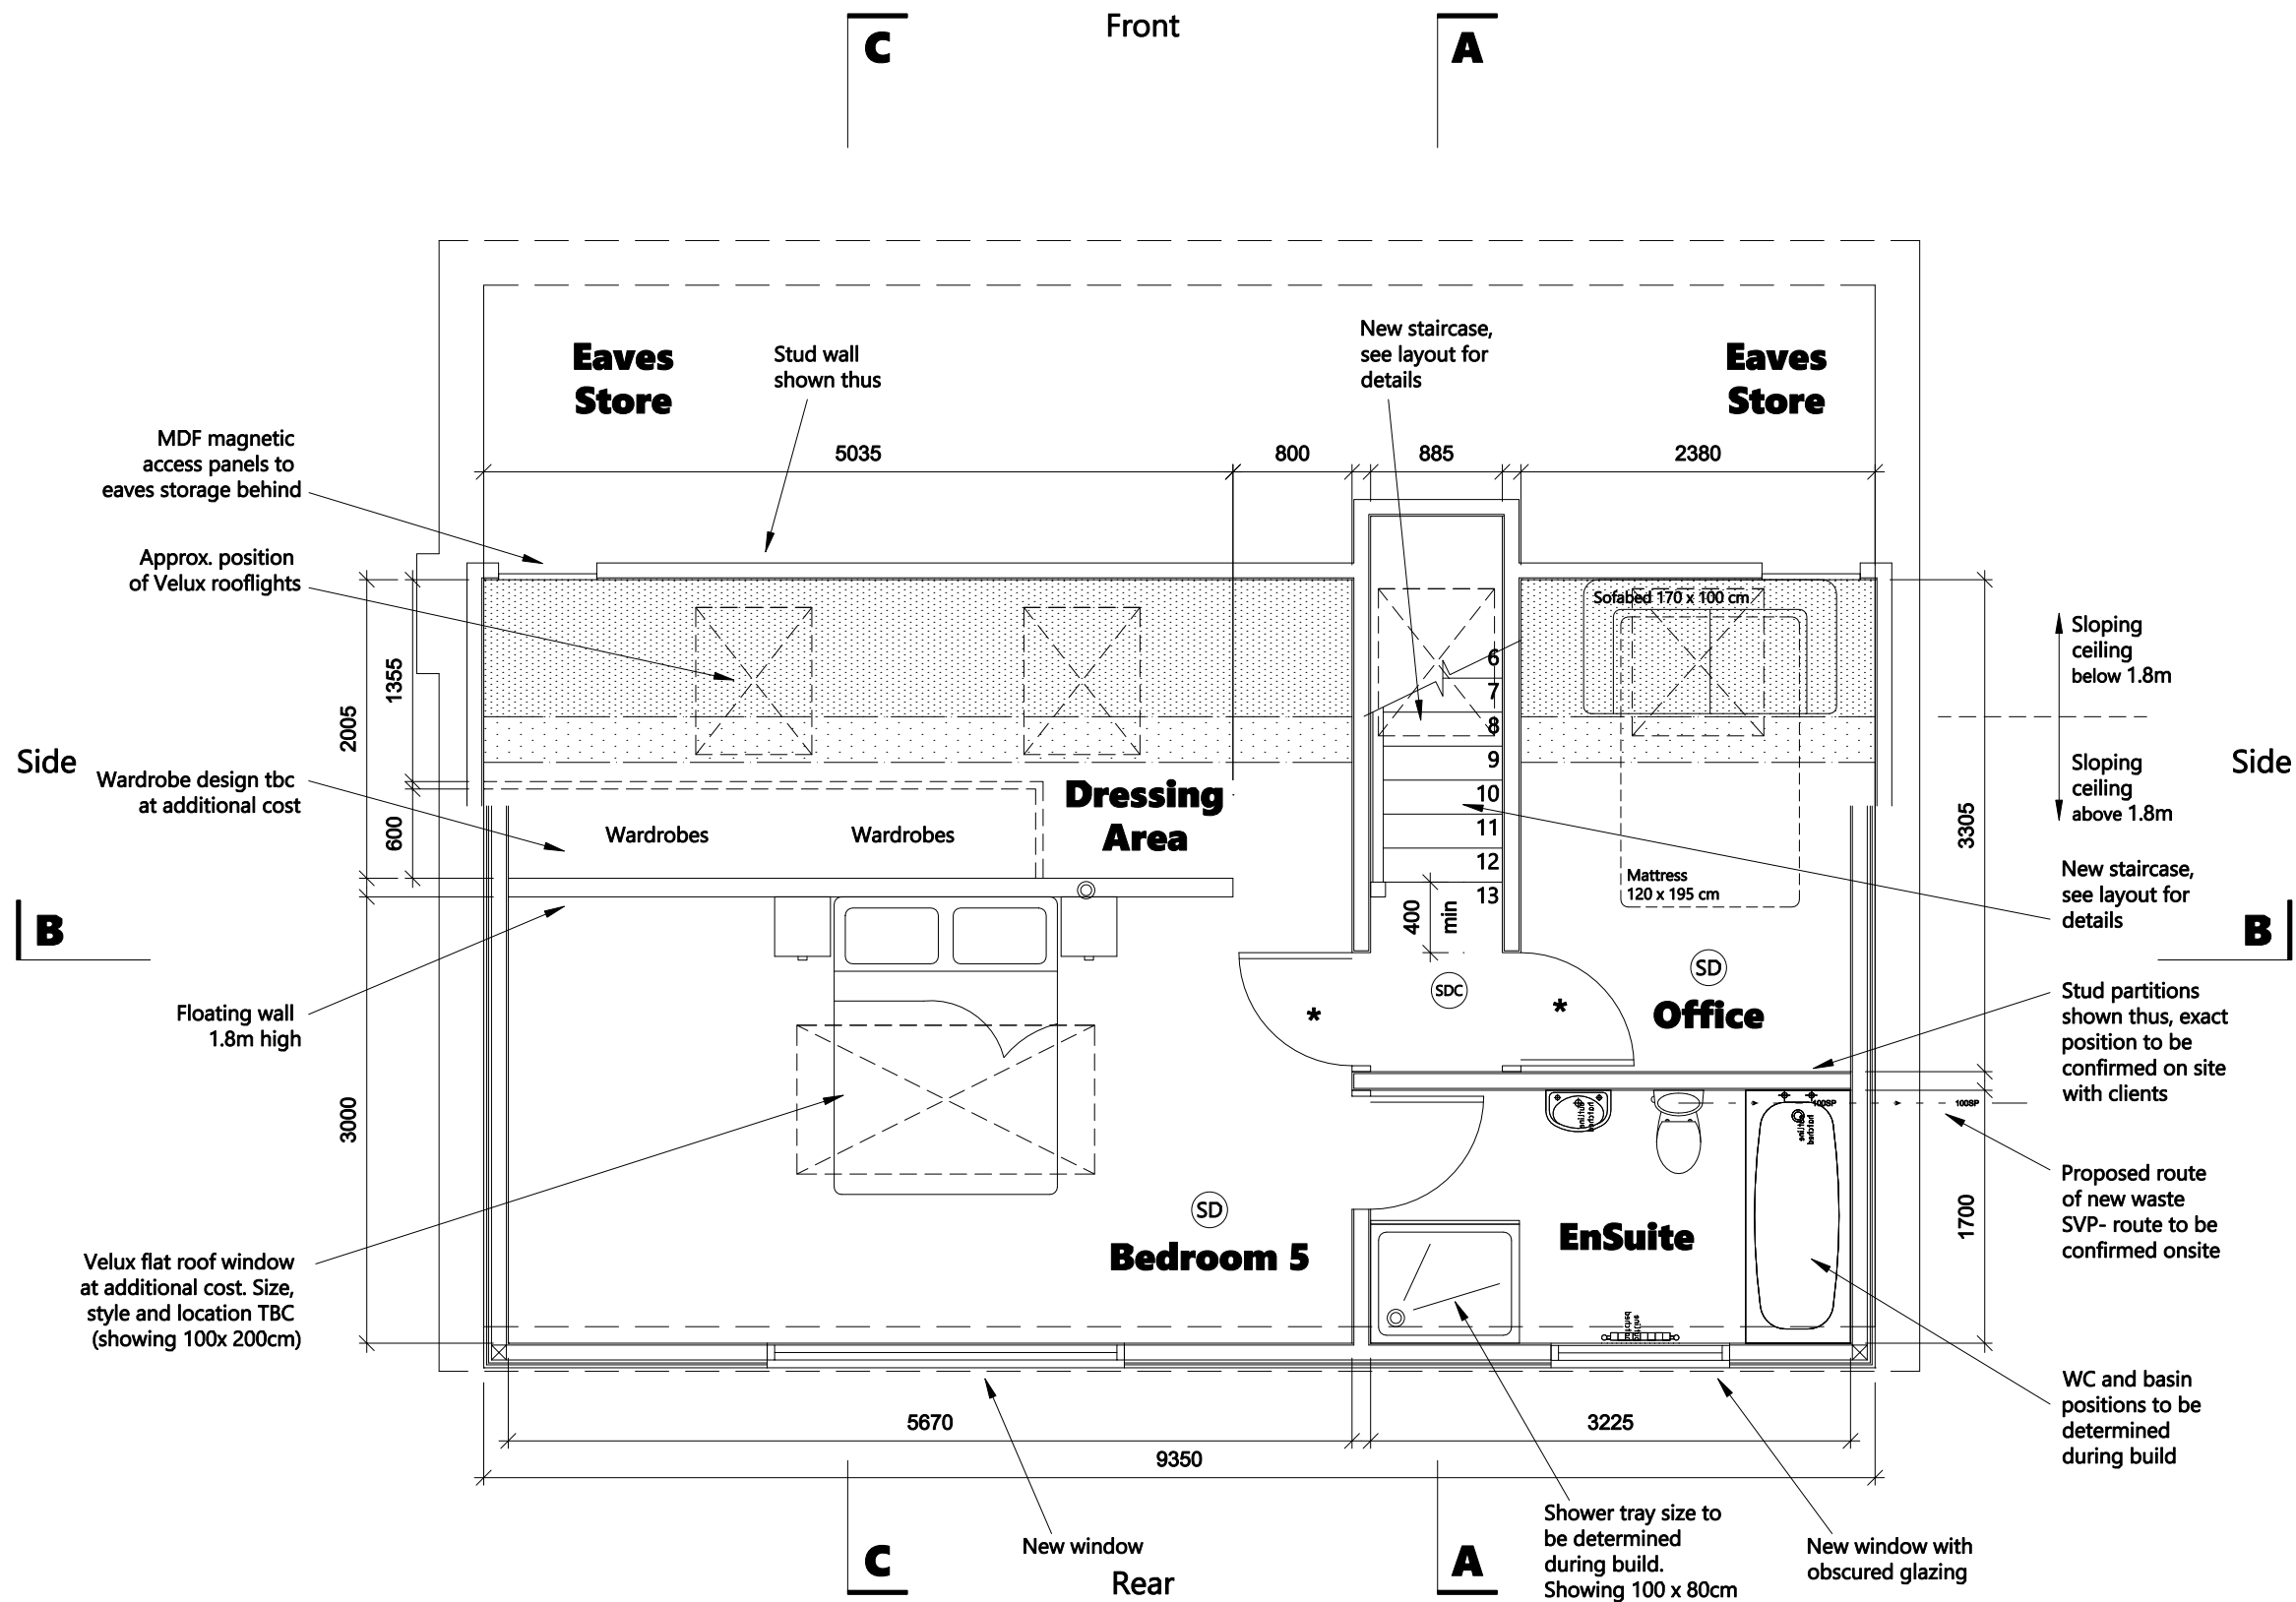 C
Front
A
Eaves
Store
Stud wall
shown thus
New staircase,
see layout for
details
Eaves
Store
MDF magnetic
access panels to
eaves storage behind
5035
800
885
2380
Approx. position
of Velux rooflights
Sofabed 170 x 100 cm
Sloping
ceiling
below 1.8m
1355
2005
6
7
8
9
10
11
12
13
Side
Side
Wardrobe design tbc
at additional cost
Sloping
ceiling
above 1.8m
600
Wardrobes
Wardrobes
Dressing
Area
3305
Mattress
120 x 195 cm
New staircase,
see layout for
details
B
400
min
B
SD
SDC
Office
*
*
Floating wall
1.8m high
Stud partitions
shown thus, exact
position to be
confirmed on site
with clients
3000
100SP
100SP
Proposed route
of new waste
SVP- route to be
confirmed onsite
1700
SD
Bedroom 5
EnSuite
Velux flat roof window
at additional cost. Size,
style and location TBC
(showing 100x 200cm)
WC and basin
positions to be
determined
during build
5670
3225
9350
New window
C
Rear
A
Shower tray size to
be determined
during build.
Showing 100 x 80cm
New window with
obscured glazing